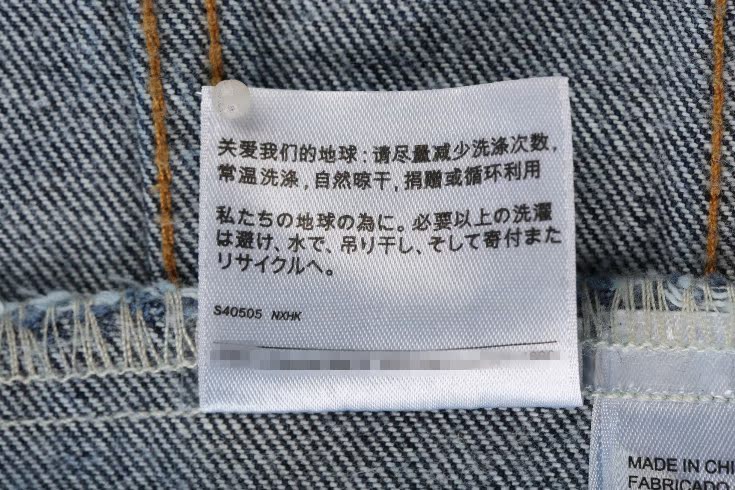 关爱我们的地球:请尽量减少洗涤次数,
常温洗涤,自然晾干,捐赠或循环利用
私たちの地球の為に。必要以上の洗濯
は避け、水で、吊り干し、そして寄付また
リサイクルへ。
S40505 NXHK
MADE IN CHI
FABRICADO